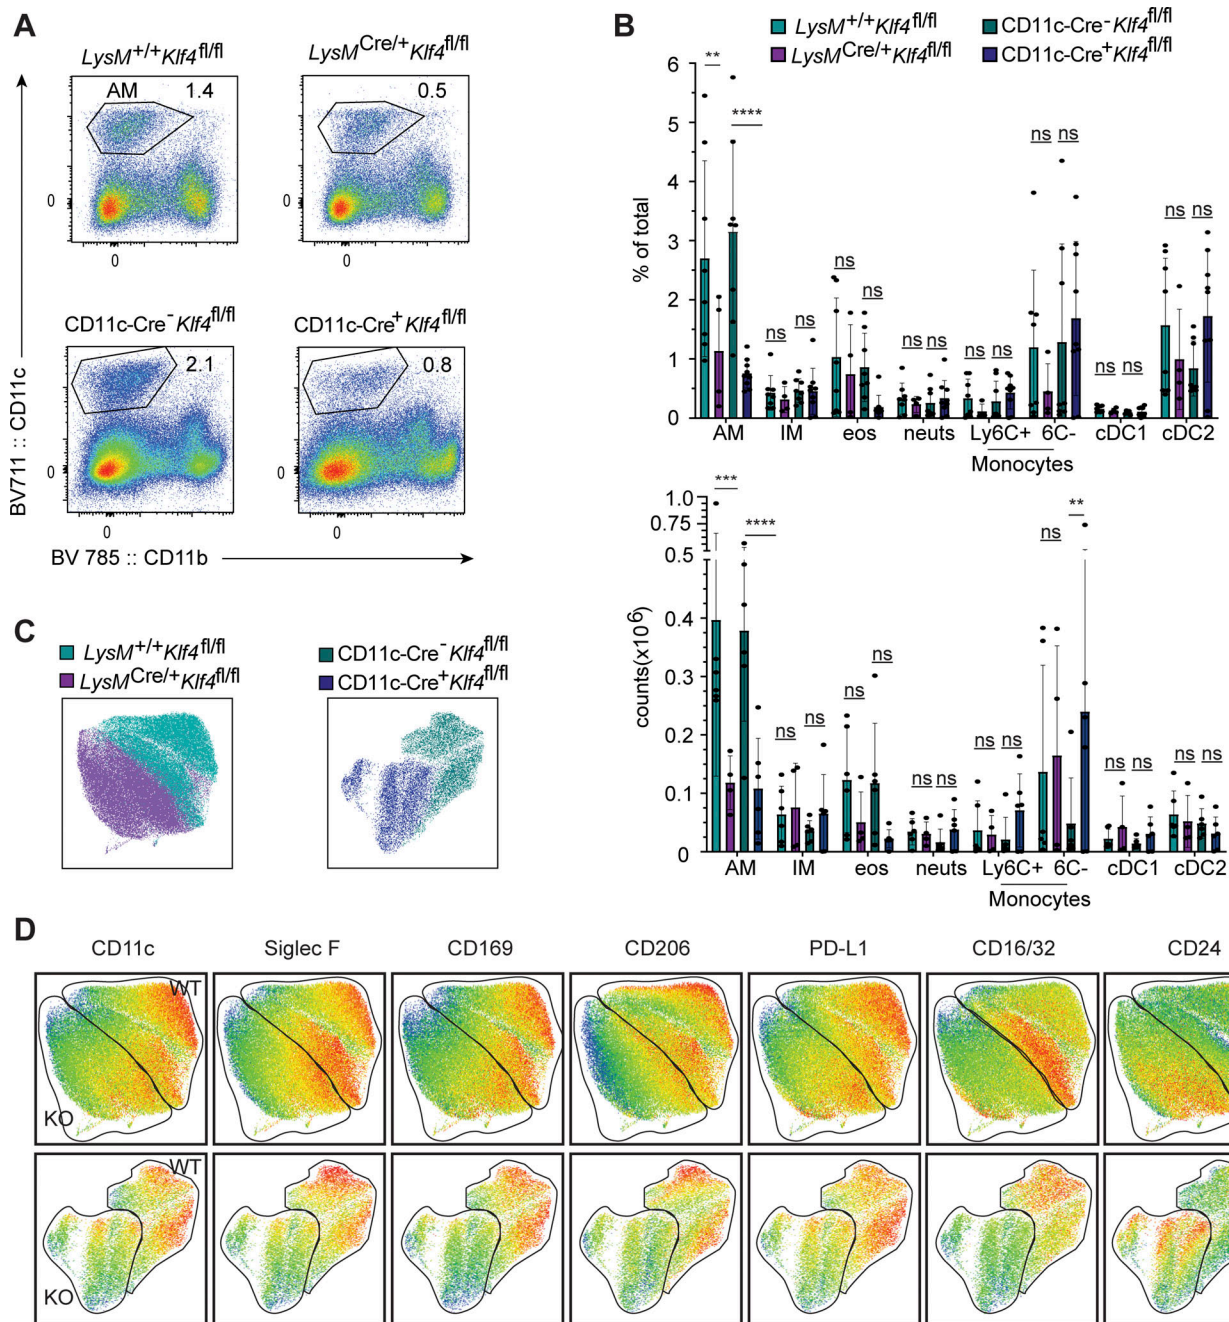 A
LysM+/+Klf4fl/fl
LysMCre/+Klf4fl/fl
AM
1.4
0.5
0
0
0
0
CD11c-Cre-Klf4fl/fl
CD11c-Cre+Klf4fl/fl
2.1
0.8
0
0
0
0
BV711 :: CD11c
BV 785 :: CD11b
B
LysM+/+Klf4fl/fl
CD11c-Cre-Klf4fl/fl
LysMCre/+Klf4fl/fl
CD11c-Cre+Klf4fl/fl
% of total
6
5
4
3
2
1
0
**
****
ns
ns
ns
ns
ns
ns
ns
ns
ns
ns
ns
ns
ns
ns
AM
IM
eos
neuts
Ly6C+
6C-
cDC1
cDC2
Monocytes
counts(x10^6)
1.0
0.75
0.5
0.4
0.3
0.2
0.1
0
***
****
ns
ns
ns
ns
ns
ns
ns
ns
ns
**
ns
ns
ns
ns
AM
IM
eos
neuts
Ly6C+
6C-
cDC1
cDC2
Monocytes
C
LysM+/+Klf4fl/fl
LysMCre/+Klf4fl/fl
CD11c-Cre-Klf4fl/fl
CD11c-Cre+Klf4fl/fl
D
CD11c
Siglec F
CD169
CD206
PD-L1
CD16/32
CD24
WT
KO
WT
KO